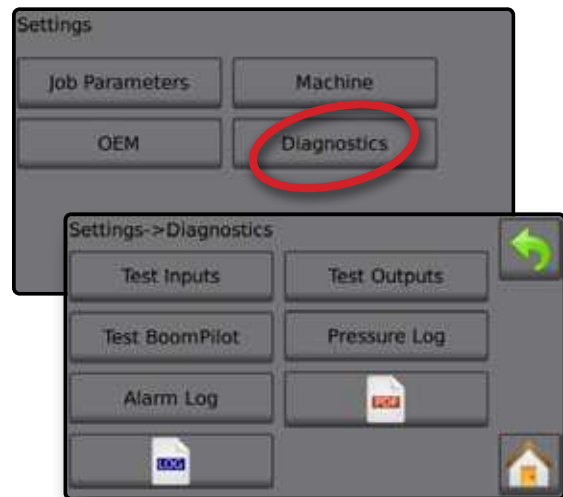 Settings
Job Parameters
Machine
OEM
Diagnostics
Settings->Diagnostics
Test Inputs
Test Outputs
Test BoomPilot
Pressure Log
Alarm Log
PDF
LOG